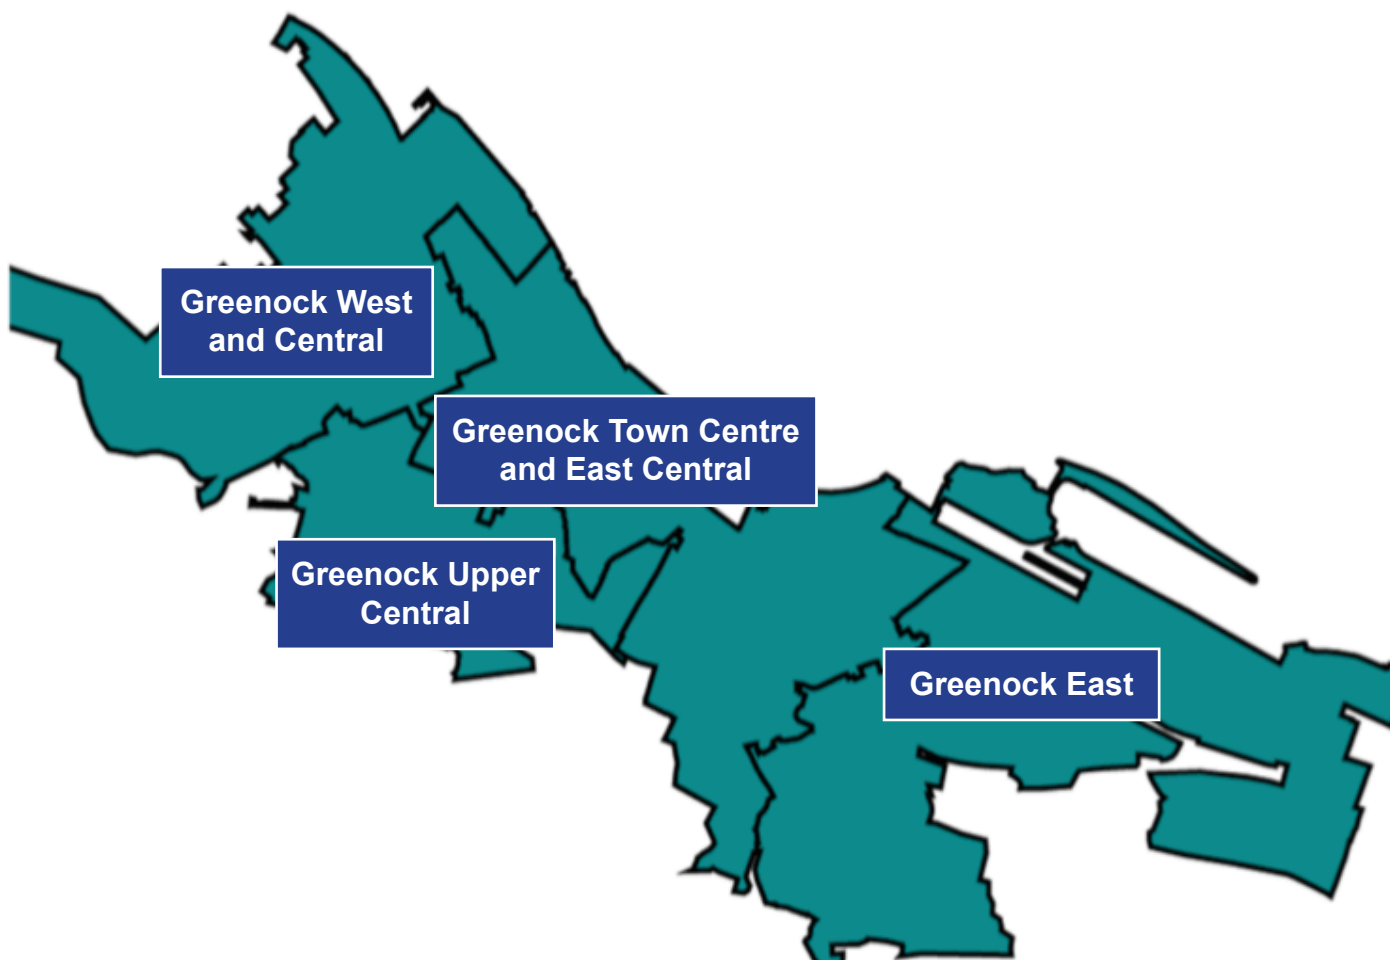 Greenock West
and Central
Greenock Town Centre
and East Central
Greenock Upper
Central
Greenock East